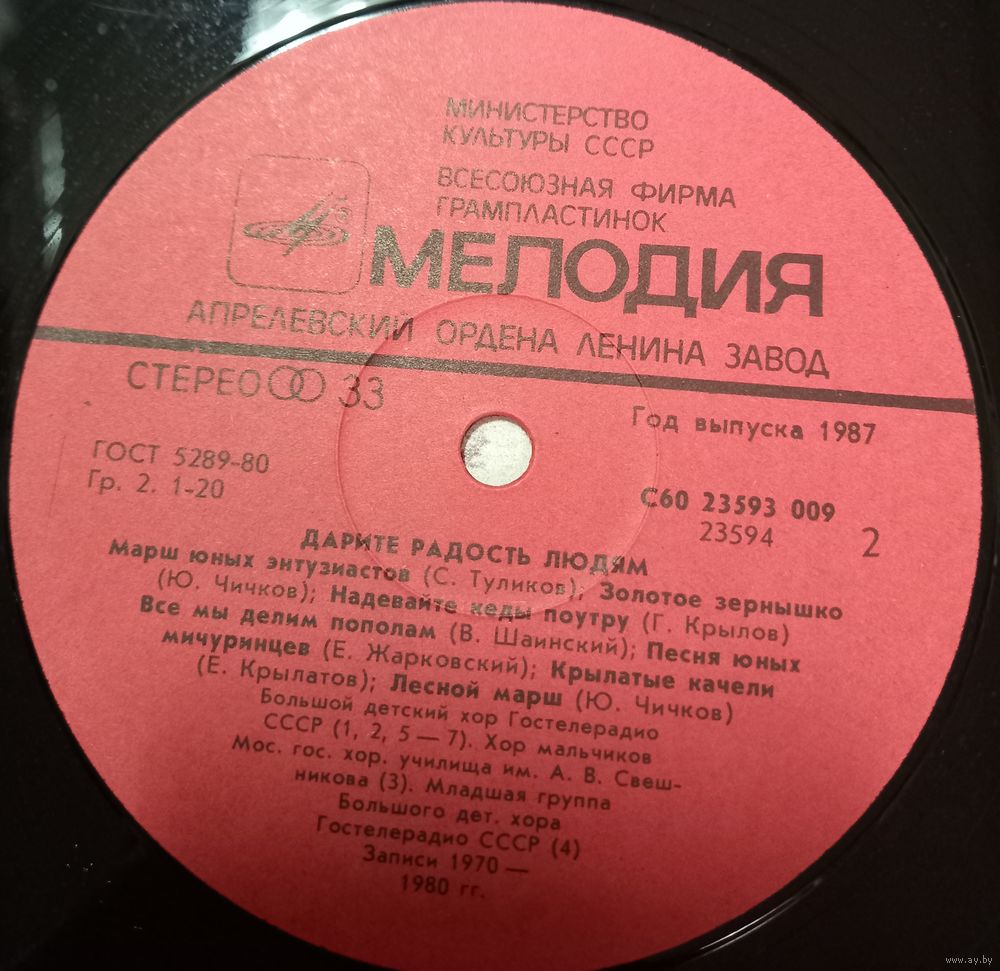 МИНИСТЕРСТВО
КУЛЬТУРЫ СССР
ВСЕСОЮЗНАЯ ФИРМА
ГРАМПЛАСТИНОК
МЕЛОДИЯ
АПРЕЛЕВСКИЙ ОРДЕНА ЛЕНИНА ЗАВОД
СТЕРЕО 33
Год выпуска 1987
ГОСТ 5289-80
Гр. 2. 1-20
С60 23593 009
23594
2
ДАРИТЕ РАДОСТЬ ЛЮДЯМ
Марш юных энтузиастов (С. Туликов); Золотое зернышко
(Ю. Чичков); Надевайте кеды поутру (Г. Крылов)
Все мы делим пополам (В. Шаинский); Песня юных
мичуринцев (Е. Жарковский); Крылатые качели
(Е. Крылатов); Лесной марш (Ю. Чичков)
Большой детский хор Гостелерадио
СССР (1, 2, 5 — 7). Хор мальчиков
Мос. гос. хор. училища им. А. В. Свеш-
никова (3). Младшая группа
Большого дет. хора
Гостелерадио СССР (4)
Записи 1970 —
1980 гг.
www.ay.by